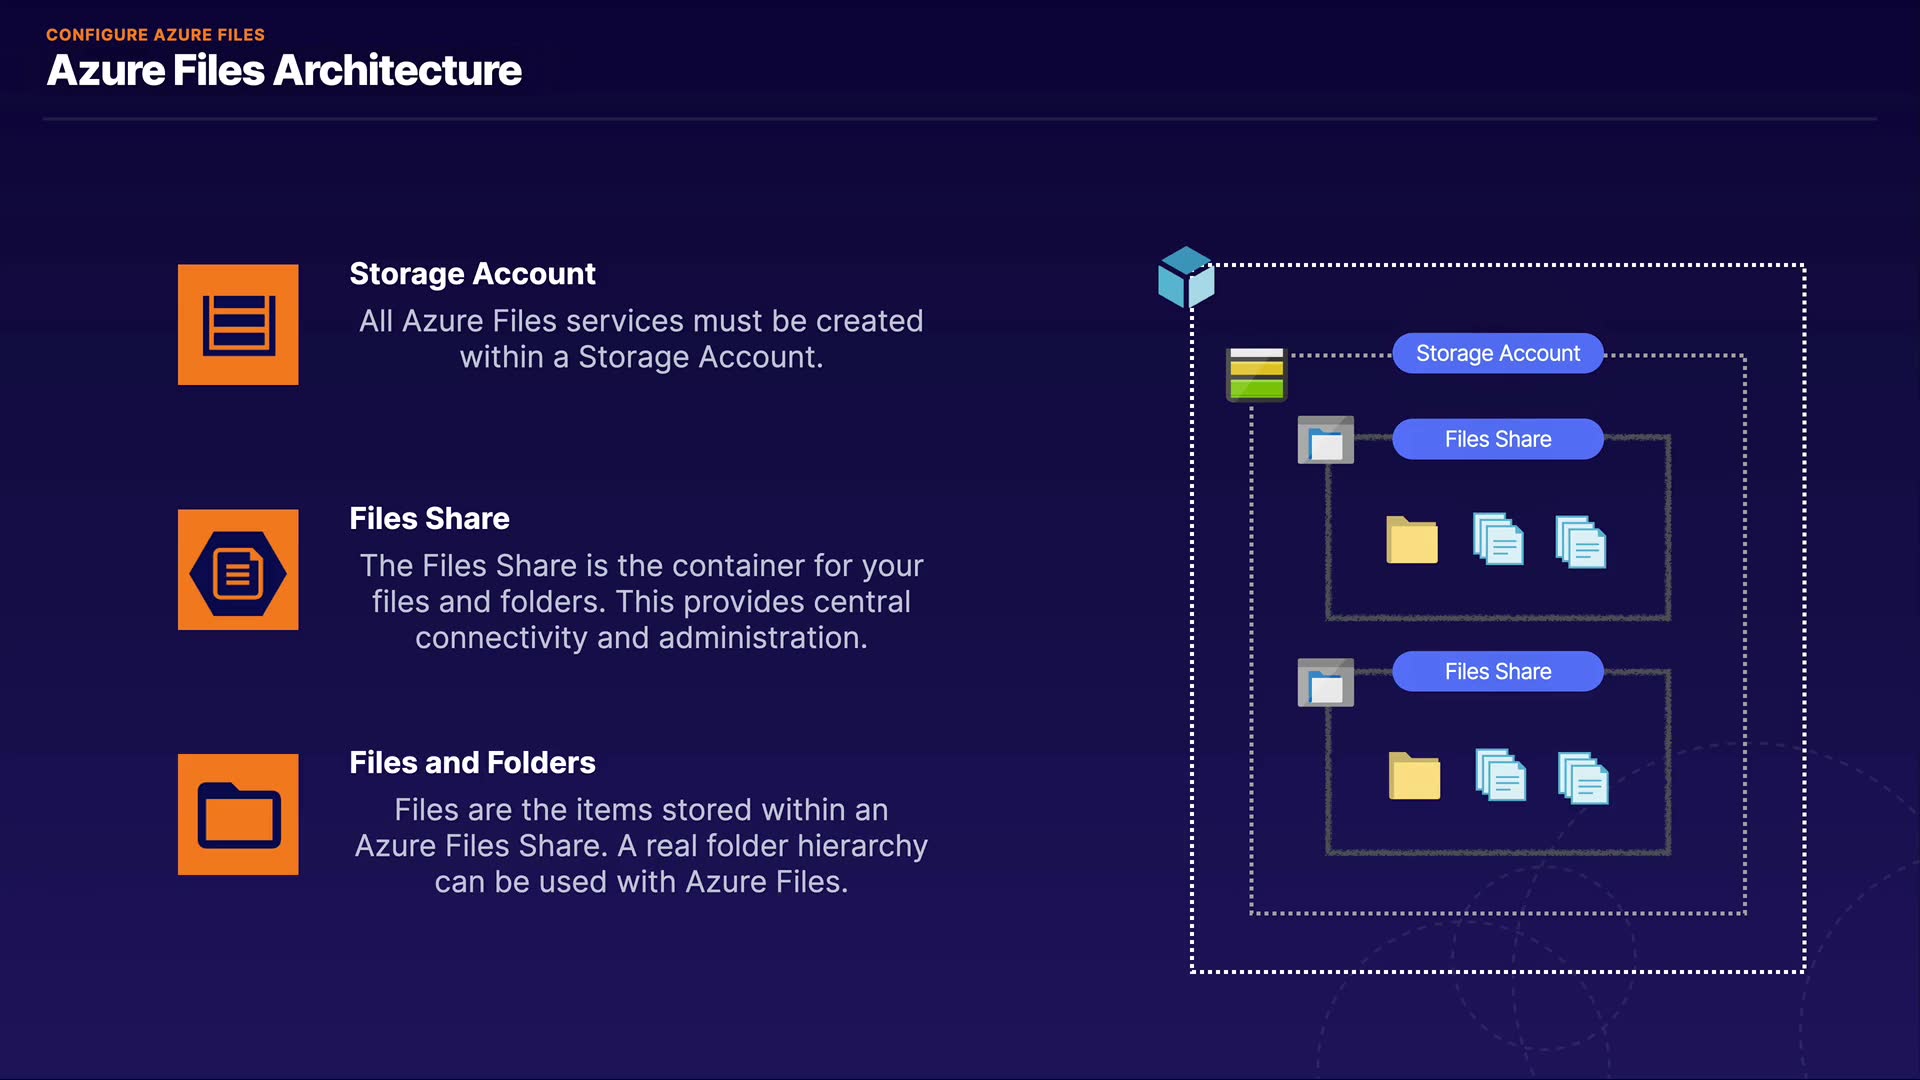 CONFIGURE AZURE FILES
Azure Files Architecture
Storage Account
All Azure Files services must be created
within a Storage Account.
Files Share
The Files Share is the container for your
files and folders. This provides central
connectivity and administration.
Files and Folders
Files are the items stored within an
Azure Files Share. A real folder hierarchy
can be used with Azure Files.
Storage Account
Files Share
Files Share